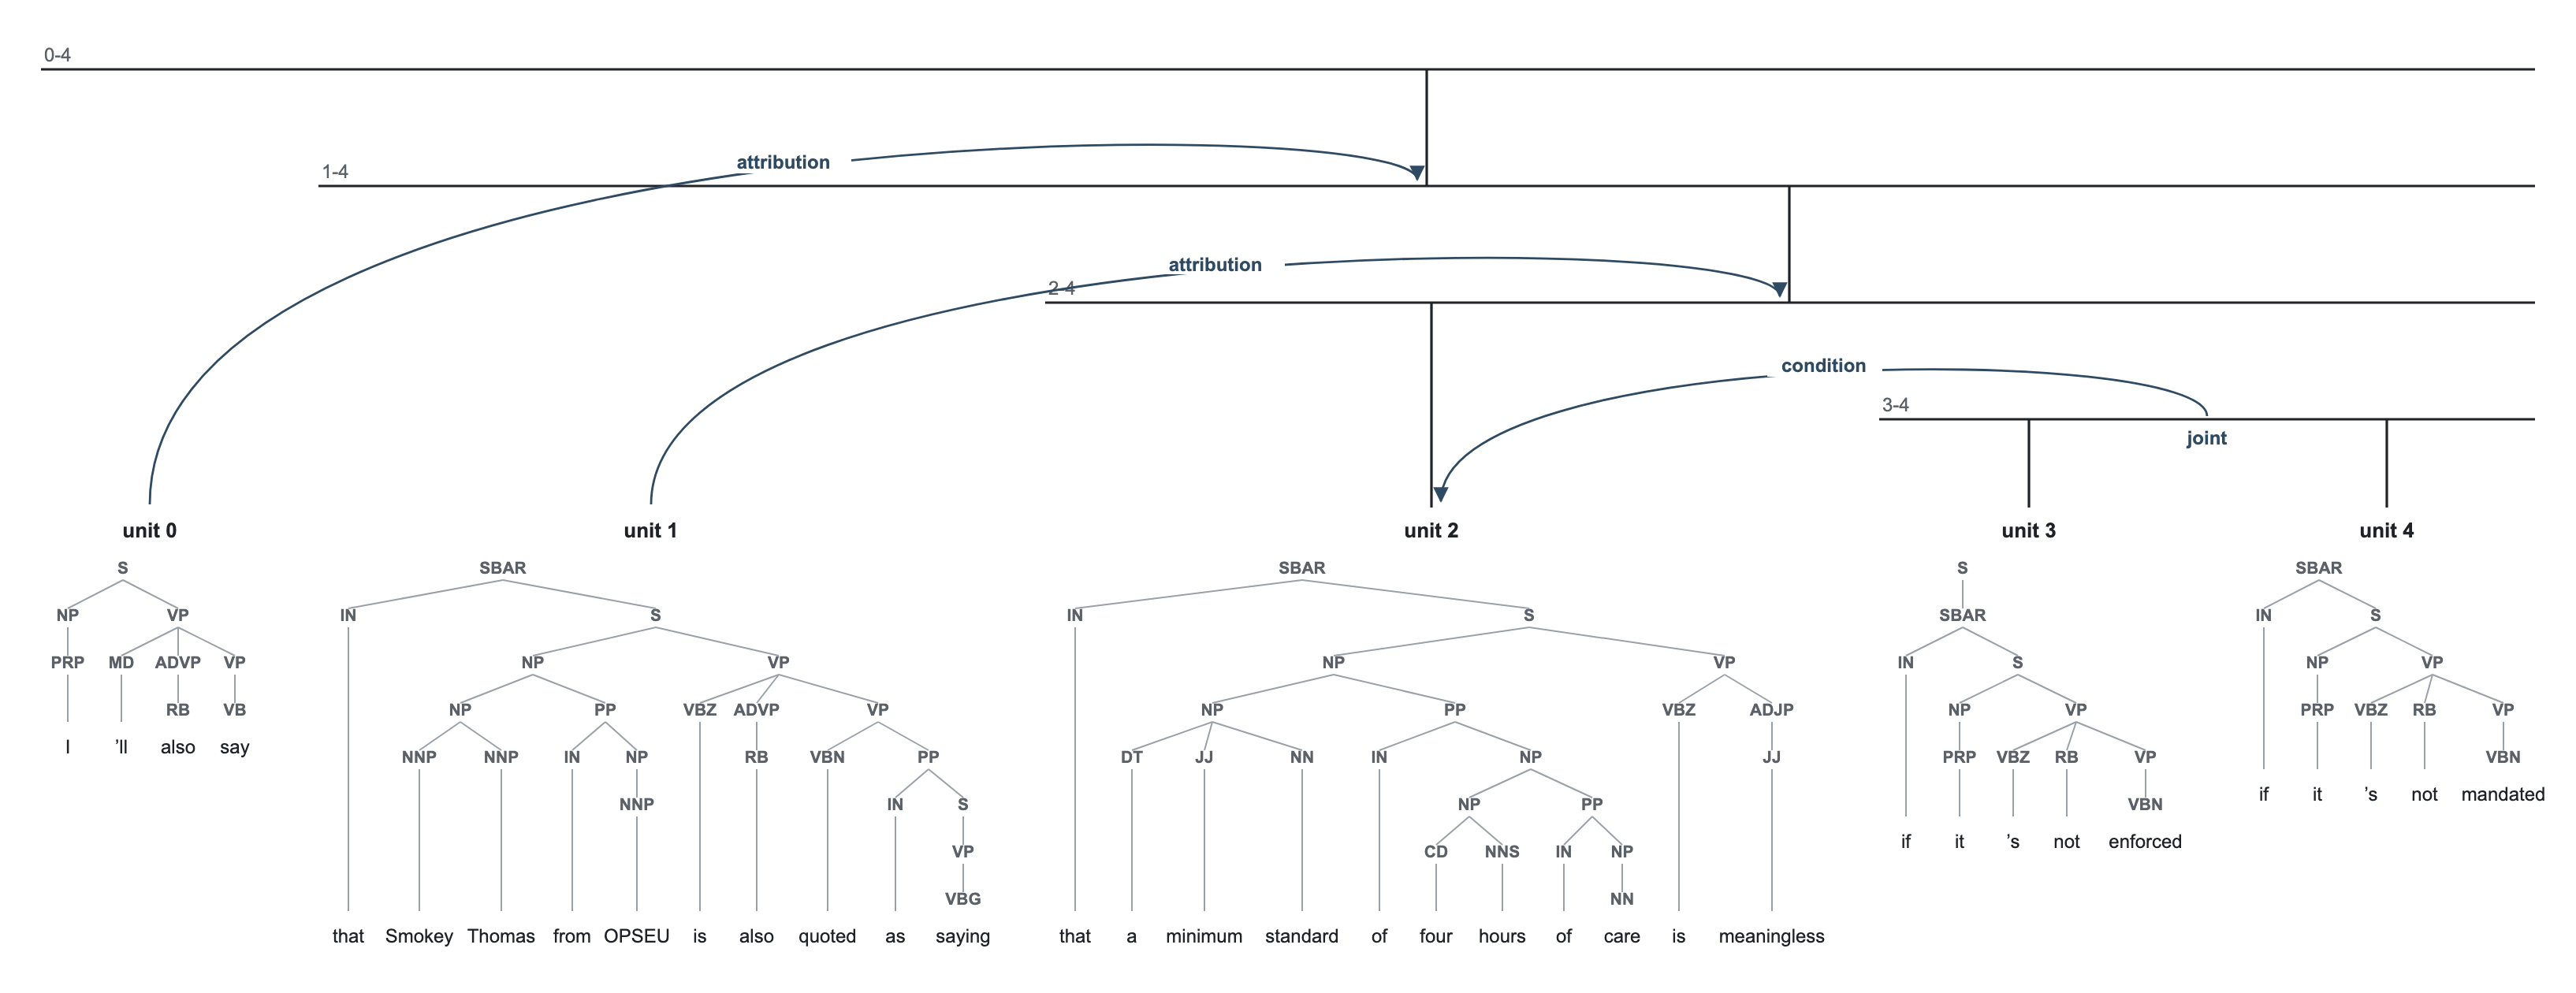 0-4
attribution
1-4
attribution
2-4
condition
3-4
joint
unit 0 unit 1 unit 2 unit 3 unit 4
S SBAR SBAR S SBAR
NP VP IN S IN S SBAR IN S
PRP MD ADVP VP NP VP NP VP IN S NP VP
RB VB NP PP VBZ ADVP VP NP PP VBZ ADJP NP VP PRP VBZ RB VP
I ’ll also say
NNP NNP IN NP RB VBN PP DT JJ NN IN NP JJ PRP VBZ RB VP VBN
if it ’s not mandated
NNP IN S NP PP VBN
if it ’s not enforced
VP CD NNS IN NP
VBG NN
that Smokey Thomas from OPSEU is also quoted as saying that a minimum standard of four hours of care is meaningless